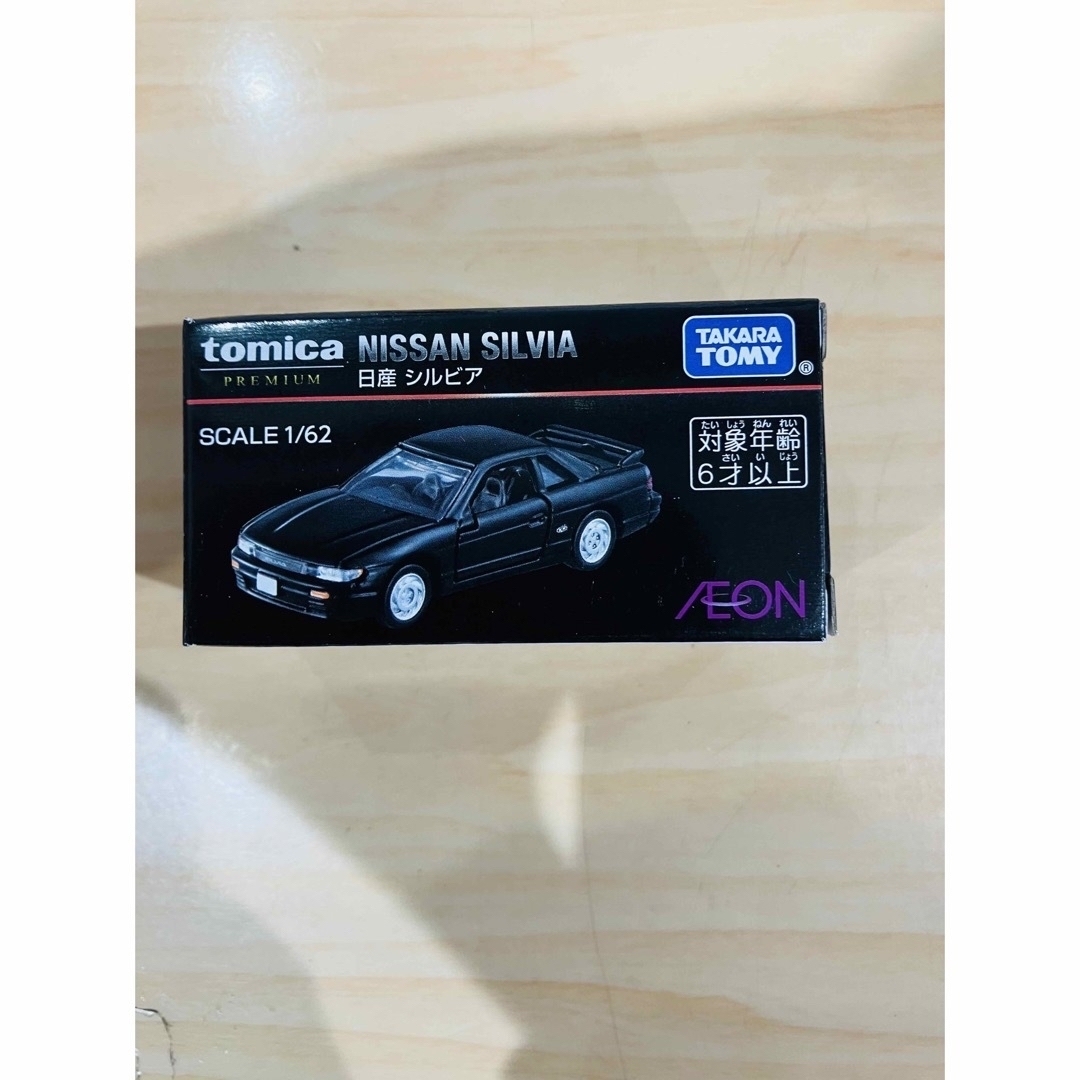 tomica NISSAN SILVIA
PREMIUM 日産 シルビア
TAKARA
TOMY
®
SCALE 1/62
たい しょう ねん れい
対象年齢
さい い じょう
6才以上
ÆON